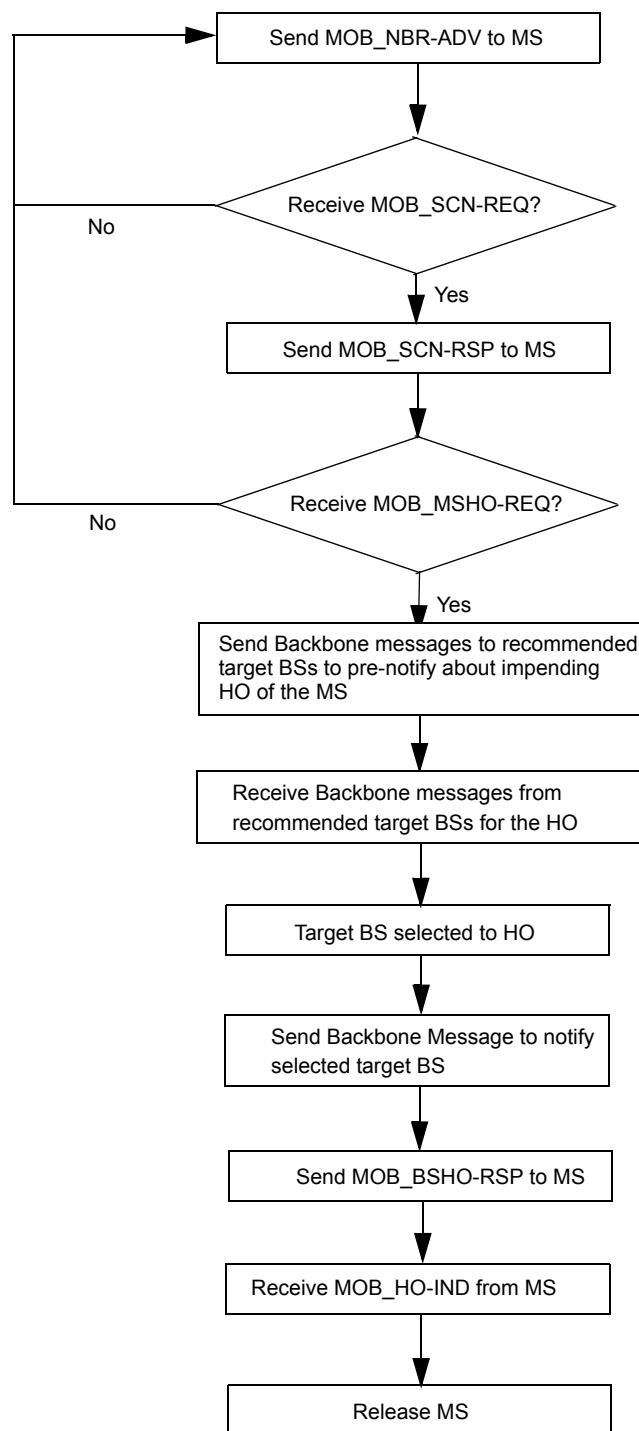 Send MOB_NBR-ADV to MS
Receive MOB_SCN-REQ?
No
Yes
Send MOB_SCN-RSP to MS
Receive MOB_MSHO-REQ?
No
Yes
Send Backbone messages to recommended
target BSs to pre-notify about impending
HO of the MS
Receive Backbone messages from
recommended target BSs for the HO
Target BS selected to HO
Send Backbone Message to notify
selected target BS
Send MOB_BSHO-RSP to MS
Receive MOB_HO-IND from MS
Release MS